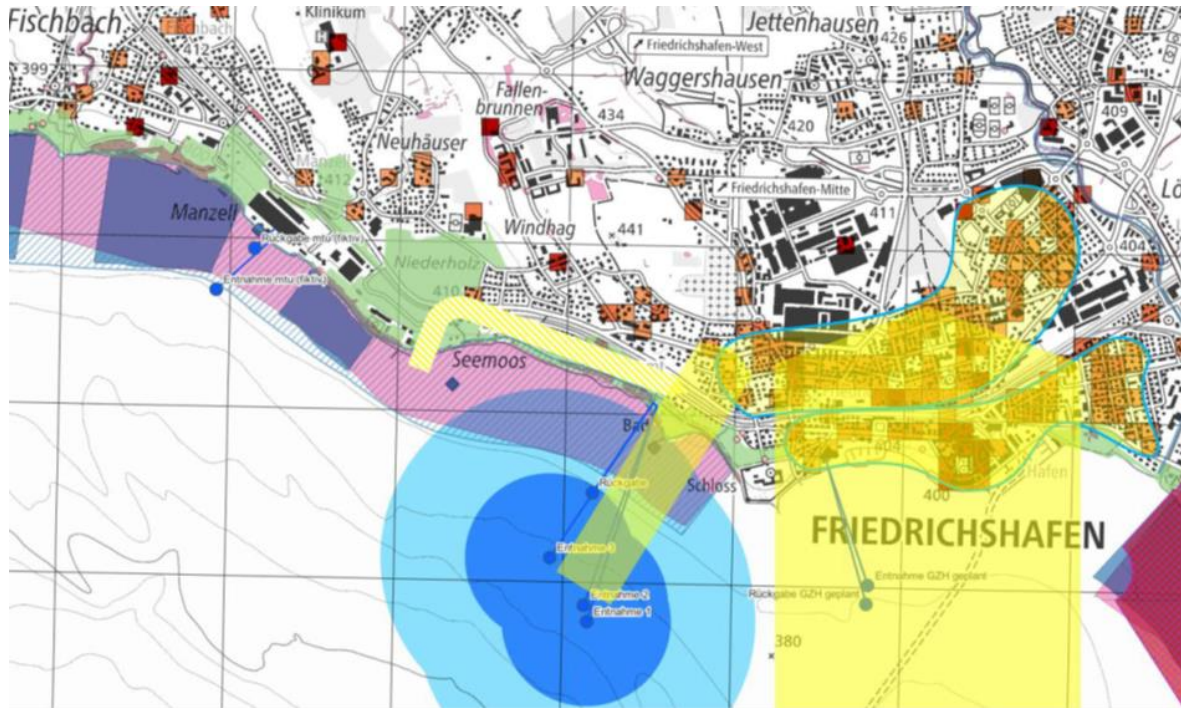 Fischbach
Fischbach
412
399
Klinikum
Jettenhausen
426
Friedrichshafen-West
Waggershausen
Fallen-
brunnen
434
420
409
Neuhäuser
Friedrichshafen-Mitte
412
Manzell
Windhag
441
411
404
Rückgabe mtu (fiktiv)
Niederholz
Entnahme mtu (fiktiv)
410
Seemoos
Bad
Schloss
Hafen
400
Rückgabe
FRIEDRICHSHAFEN
Entnahme 3
Entnahme GZH geplant
Entnahme 2
Rückgabe GZH geplant
Entnahme 1
380